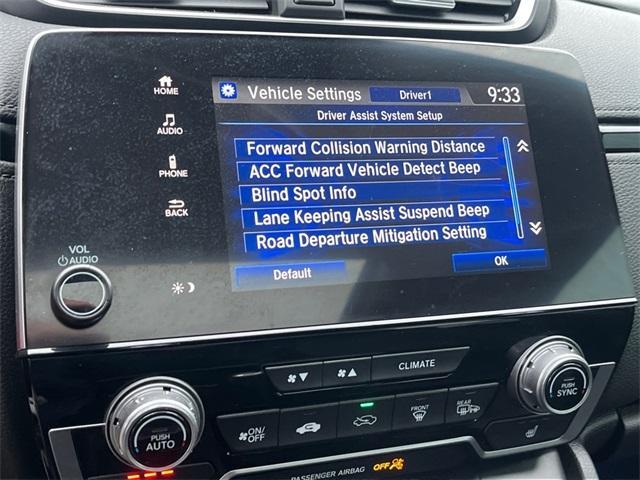 HOME
AUDIO
PHONE
BACK
VOL
AUDIO
Vehicle Settings Driver1 9:33
Driver Assist System Setup
Forward Collision Warning Distance
ACC Forward Vehicle Detect Beep
Blind Spot Info
Lane Keeping Assist Suspend Beep
Road Departure Mitigation Setting
Default OK
CLIMATE
ON/
OFF
FRONT
REAR
PUSH
AUTO
PUSH
SYNC
PASSENGER AIRBAG OFF